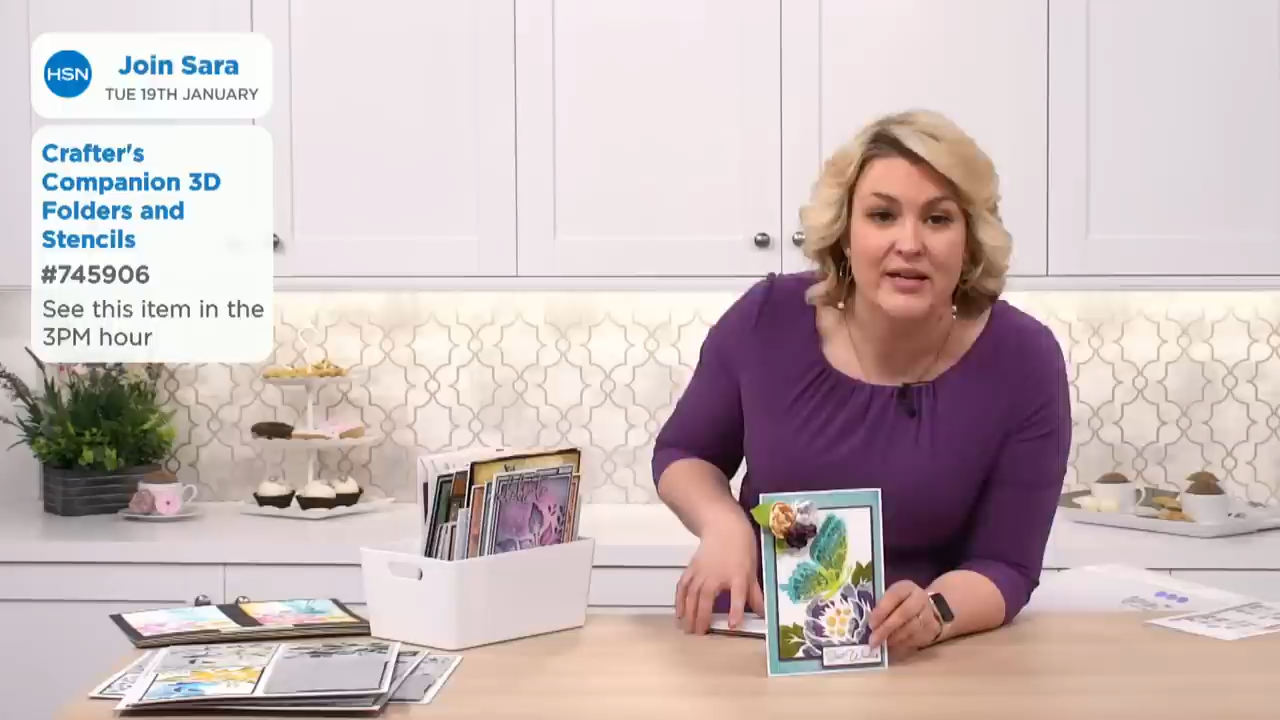 HSN
Join Sara
TUE 19TH JANUARY
Crafter's
Companion 3D
Folders and
Stencils
#745906
See this item in the
3PM hour